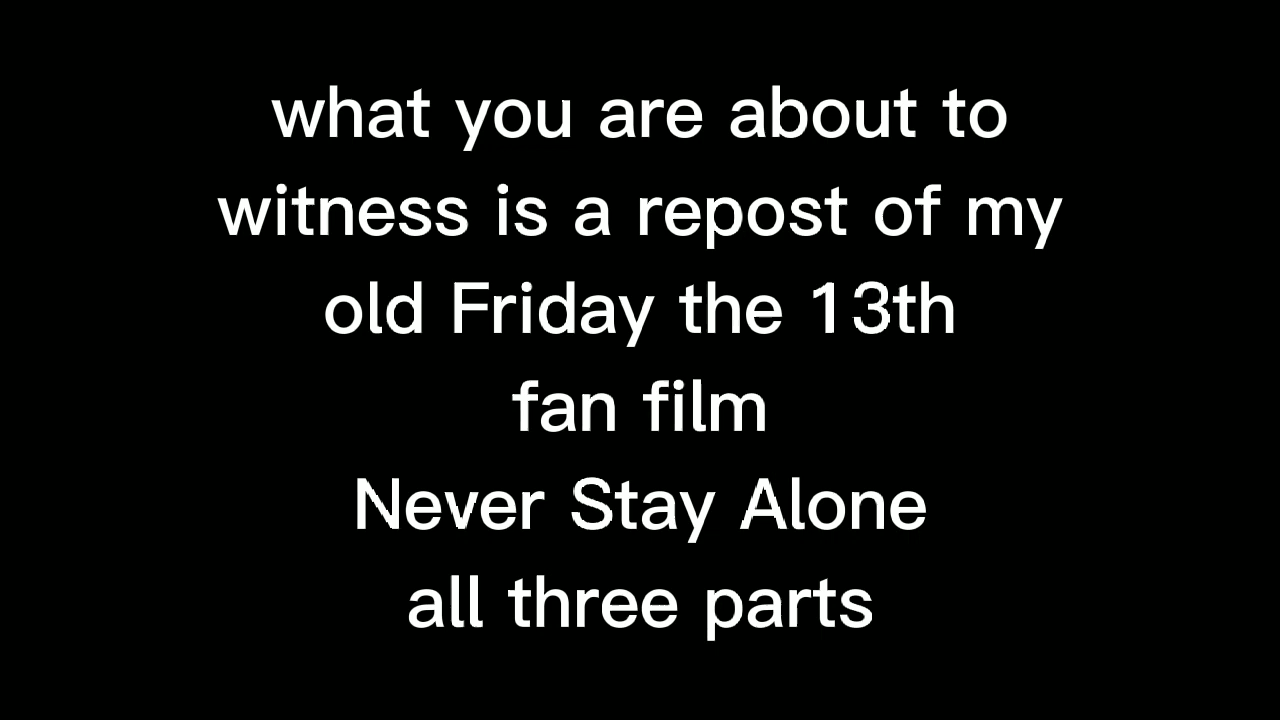 what you are about to
witness is a repost of my
old Friday the 13th
fan film
Never Stay Alone
all three parts